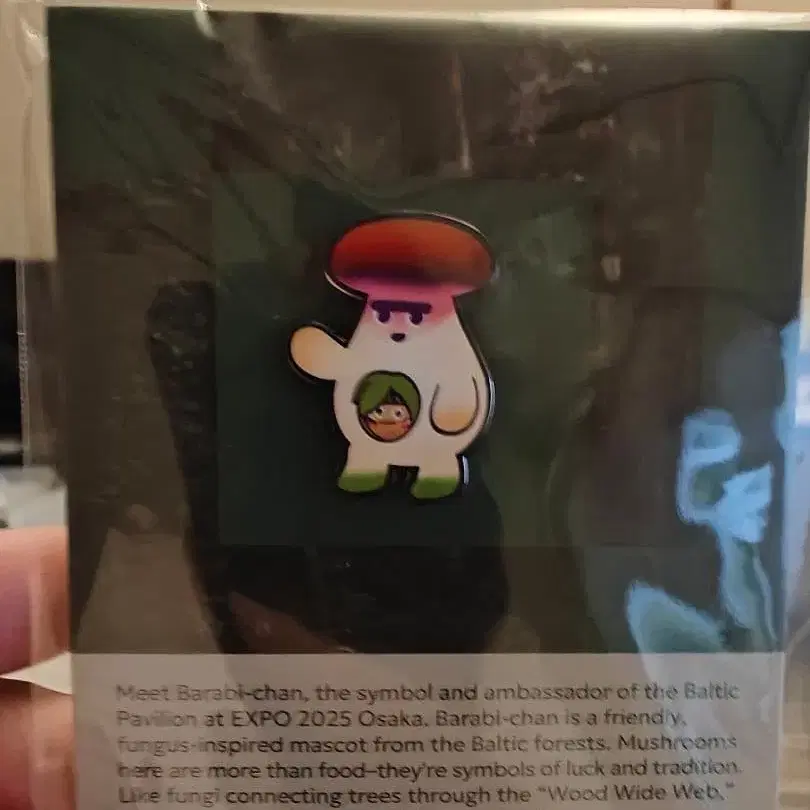 Meet Barabi-chan, the symbol and ambassador of the Baltic
Pavilion at EXPO 2025 Osaka. Barabi-chan is a friendly,
fungus-inspired mascot from the Baltic forests. Mushrooms
here are more than food–they're symbols of luck and tradition.
Like fungi connecting trees through the “Wood Wide Web,”